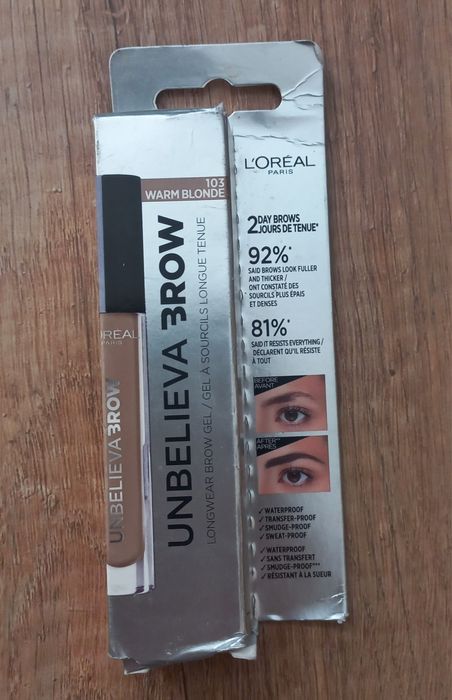 103
WARM BLONDE
UNBELIEVA BROW
LONGWEAR BROW GEL / GEL À SOURCILS LONGUE TENUE
ORÉAL
PARIS
UNBELIEVA BROW
L'ORÉAL
PARIS
2 DAY BROWS
JOURS DE TENUE*
92%*
SAID BROWS LOOK FULLER
AND THICKER /
ONT CONSTATÉ DES
SOURCILS PLUS ÉPAIS
ET DENSES
81%*
SAID IT RESISTS EVERYTHING /
DÉCLARENT QU'IL RÉSISTE
À TOUT
BEFORE
AVANT
AFTER**
APRÈS
✓ WATERPROOF
✓ TRANSFER-PROOF
✓ SMUDGE-PROOF
✓ SWEAT-PROOF
✓ WATERPROOF
✓ SANS TRANSFERT
✓ SMUDGE-PROOF***
✓ RÉSISTANT À LA SUEUR